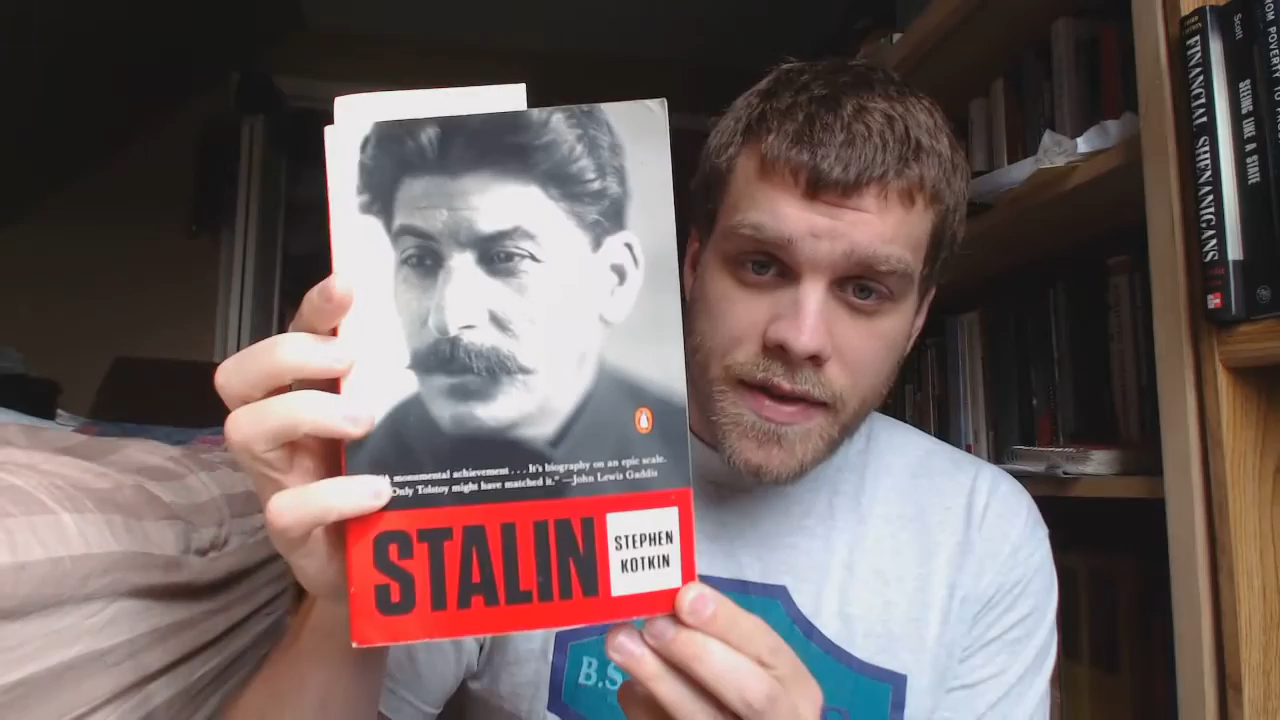 "A monumental achievement . . . It's biography on an epic scale.
Only Tolstoy might have matched it." —John Lewis Gaddis
STALIN
STEPHEN
KOTKIN
B.S
FINANCIAL SHENANIGANS
Scott
SEEING LIKE A STATE
POVERTY TO